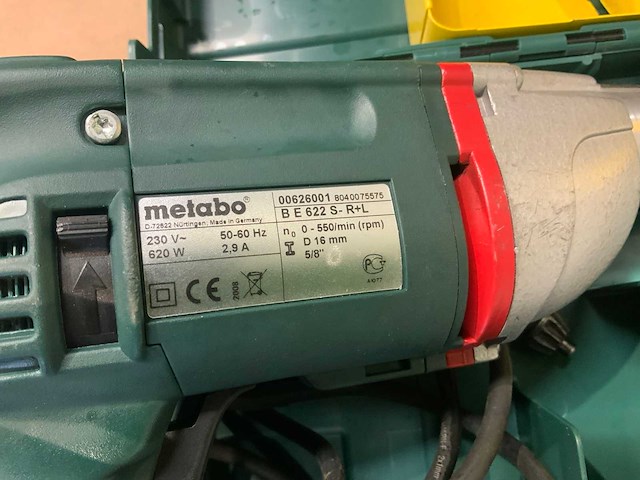 metabo®
D-72622 Nürtingen; Made in Germany
230 V~ 50-60 Hz
620 W 2,9 A
CE
2008
00626001 8040075575
B E 622 S- R+L
n₀ 0 - 550/min (rpm)
D 16 mm
5/8"